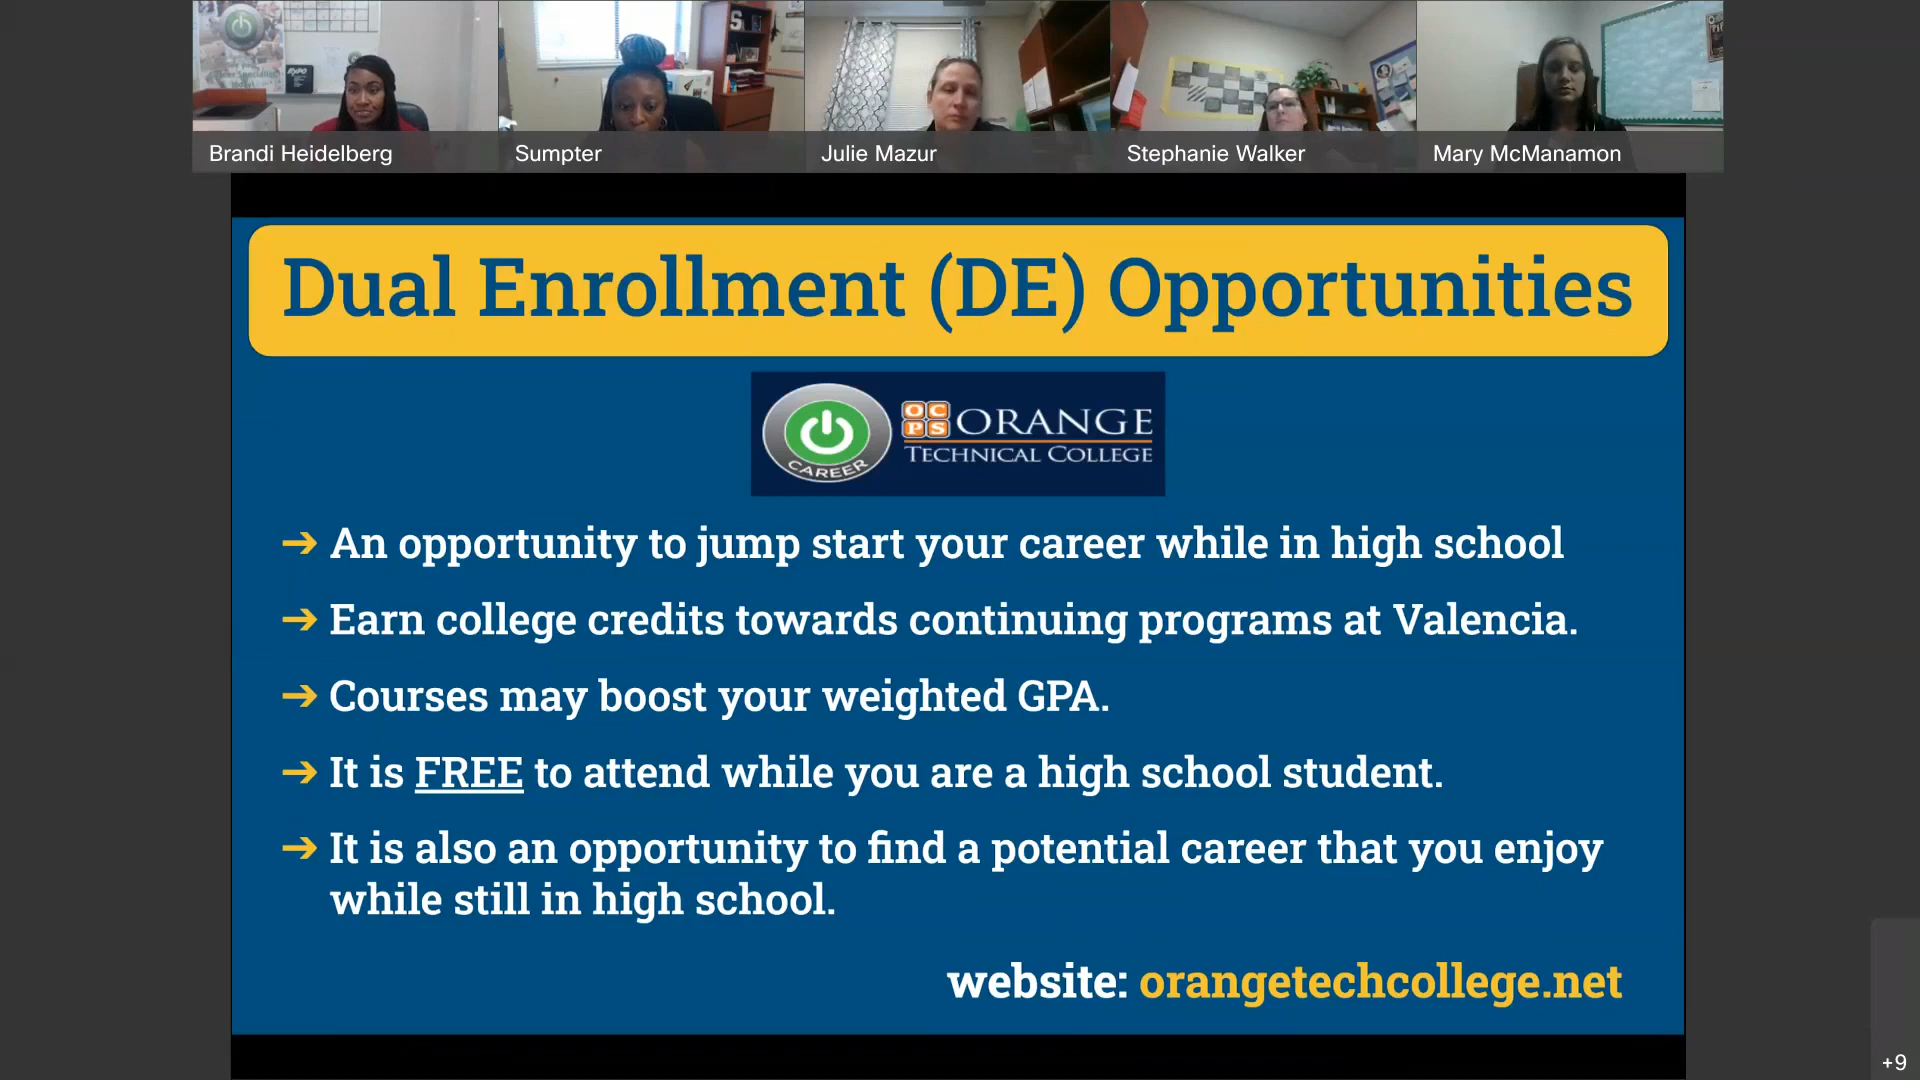 Brandi Heidelberg
Sumpter
Julie Mazur
Stephanie Walker
Mary McManamon
Dual Enrollment (DE) Opportunities
CAREER
OC
PS
ORANGE
TECHNICAL COLLEGE
➔ An opportunity to jump start your career while in high school
➔ Earn college credits towards continuing programs at Valencia.
➔ Courses may boost your weighted GPA.
➔ It is FREE to attend while you are a high school student.
➔ It is also an opportunity to find a potential career that you enjoy
while still in high school.
website: orangetechcollege.net
+9